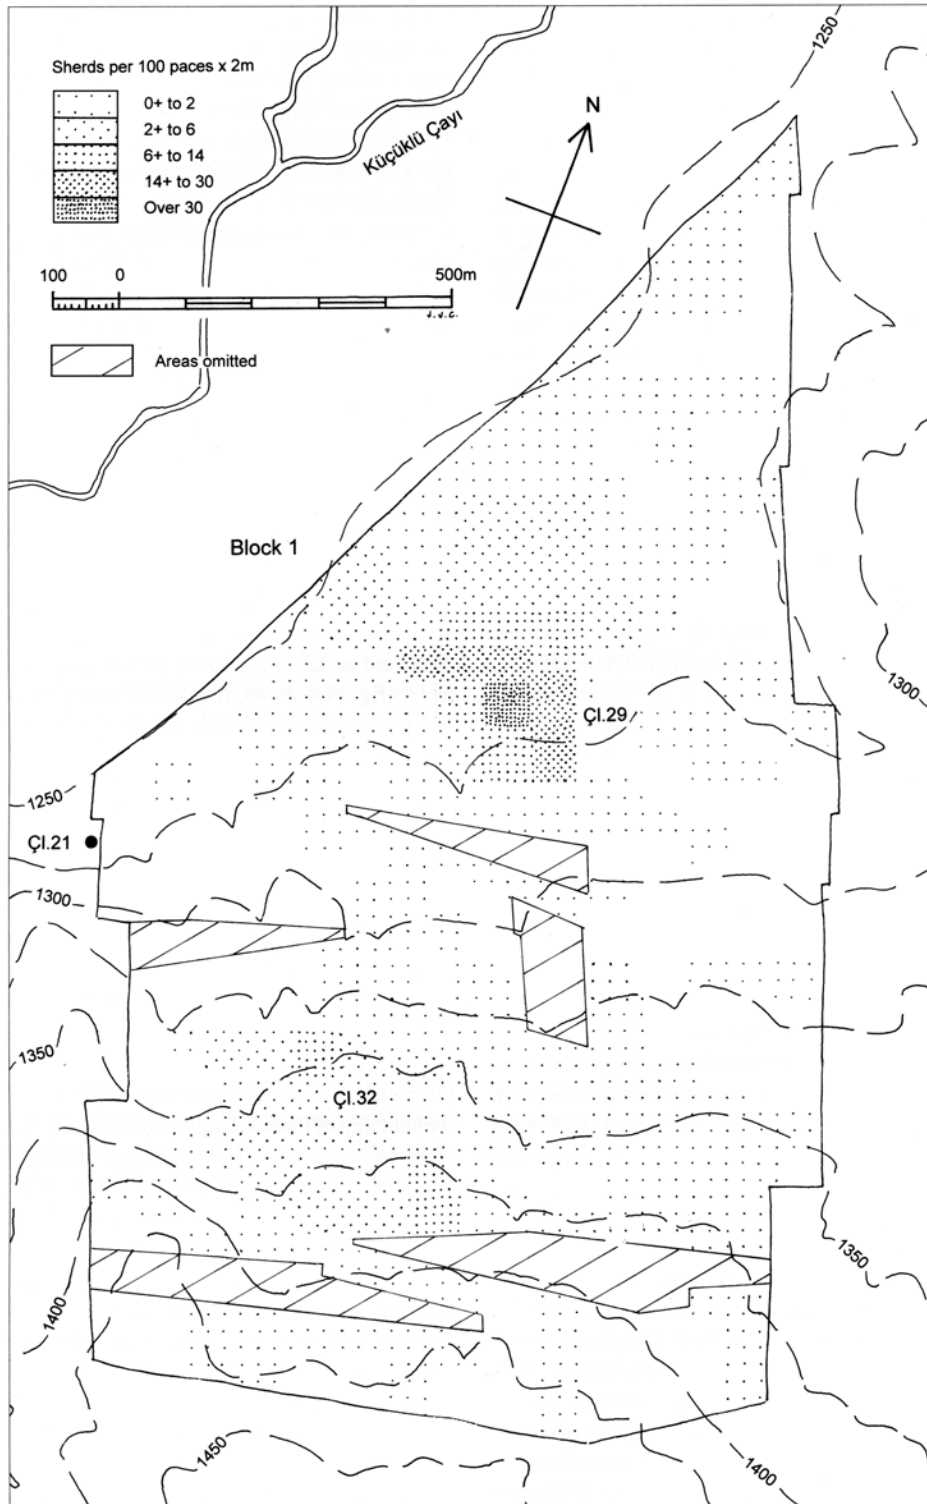 Sherds per 100 paces x 2m
0+ to 2
2+ to 6
6+ to 14
14+ to 30
Over 30
Küçüklü Çayı
N
1250
100 0 500m
J.J.C.
Areas omitted
Block 1
1300
Çl.29
1250
Çl.21
1300
1350
Çl.32
1350
1400
1450
1400